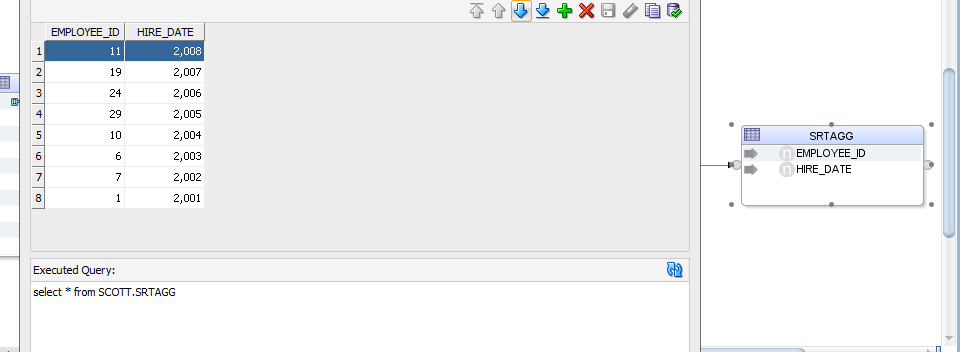 EMPLOYEE_ID HIRE_DATE
1 11 2,008
2 19 2,007
3 24 2,006
4 29 2,005
5 10 2,004
6 6 2,003
7 7 2,002
8 1 2,001
SRTAGG
EMPLOYEE_ID
HIRE_DATE
Executed Query:
select * from SCOTT.SRTAGG